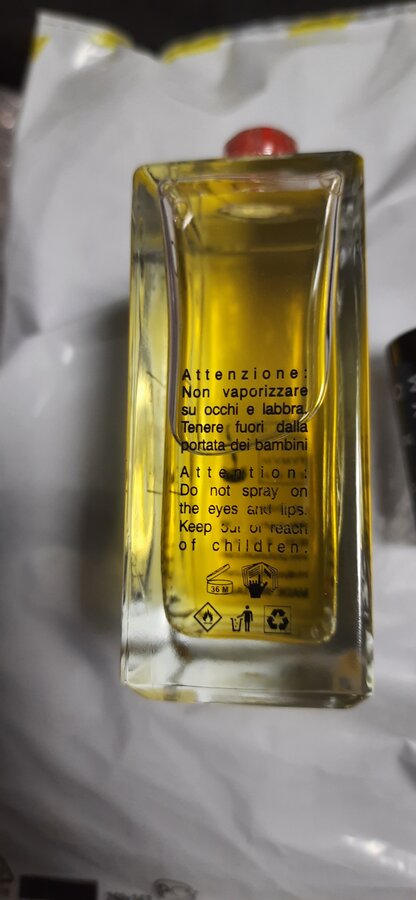 Attenzione:
Non vaporizzare
su occhi e labbra.
Tenere fuori dalla
portata dei bambini
Attention:
Do not spray on
the eyes and lips.
Keep out of reach
of children.
36 M